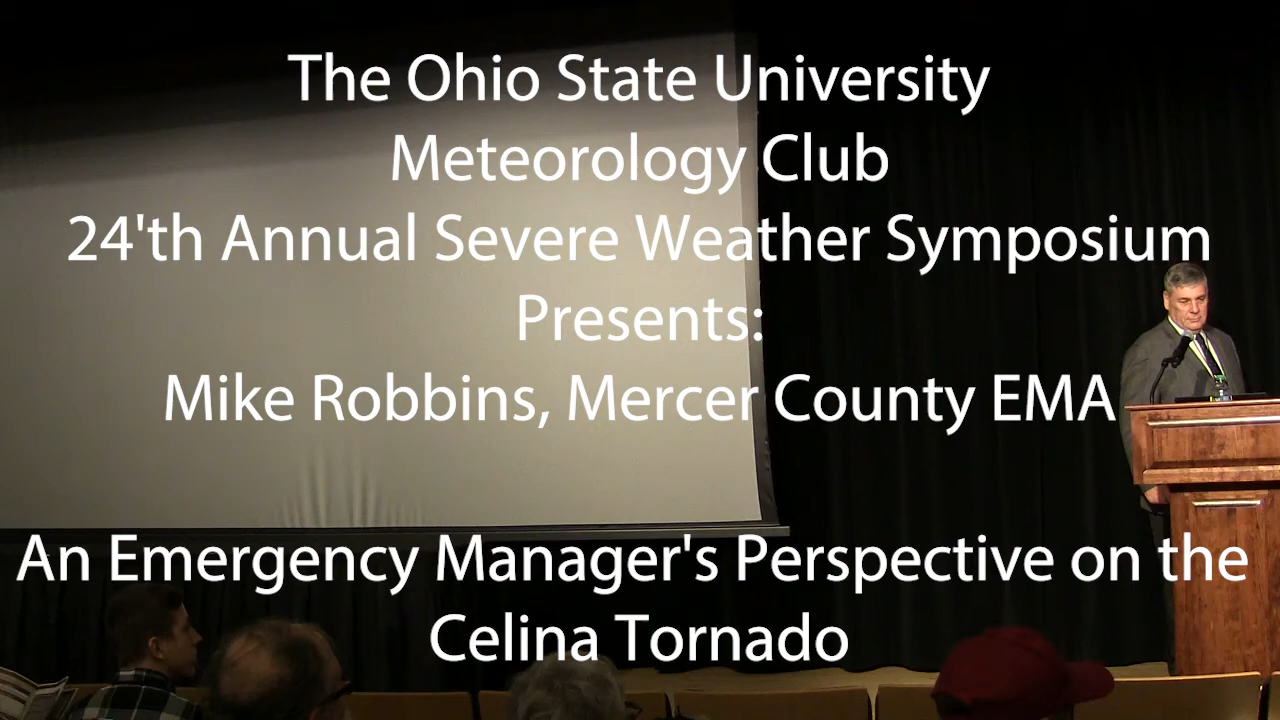 The Ohio State University
Meteorology Club
24'th Annual Severe Weather Symposium
Presents:
Mike Robbins, Mercer County EMA
An Emergency Manager's Perspective on the
Celina Tornado